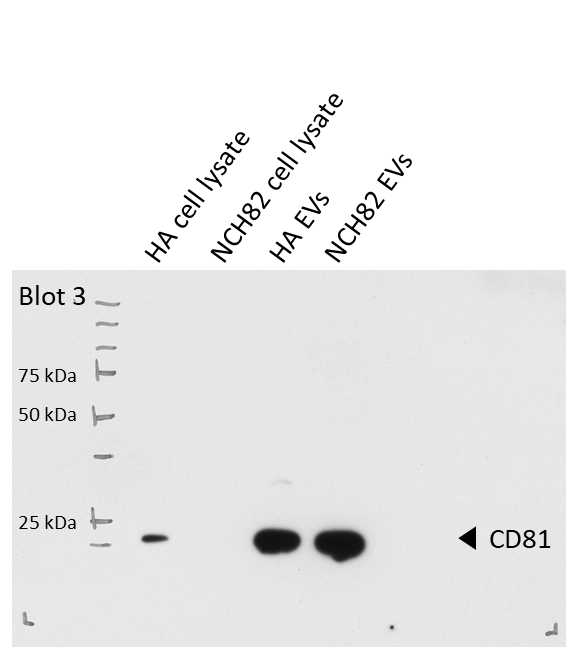 HA cell lysate
NCH82 cell lysate
HA EVs
NCH82 EVs
Blot 3
75 kDa
50 kDa
25 kDa
CD81